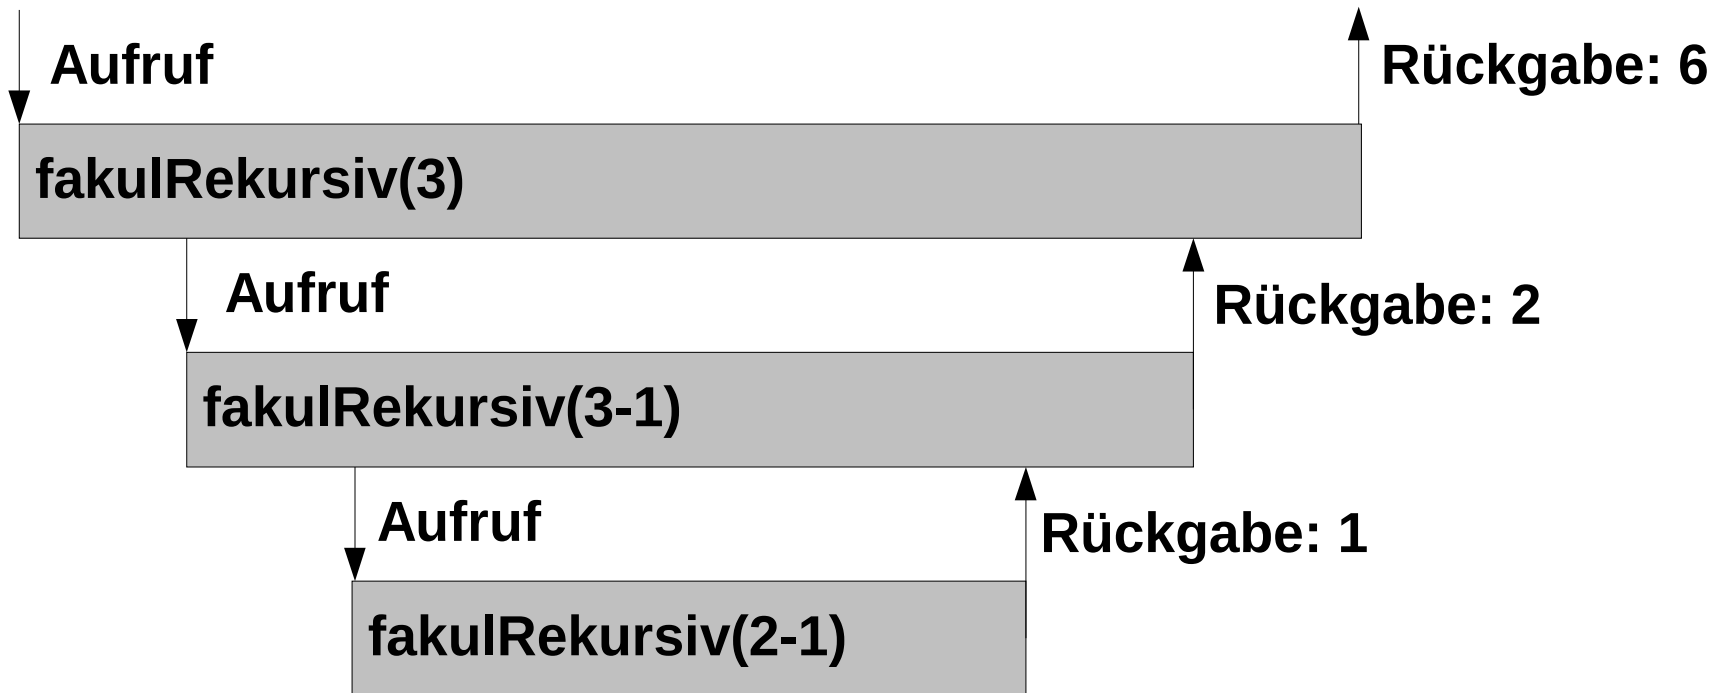 Aufruf
Rückgabe: 6
fakulRekursiv(3)
Aufruf
Rückgabe: 2
fakulRekursiv(3-1)
Aufruf
Rückgabe: 1
fakulRekursiv(2-1)